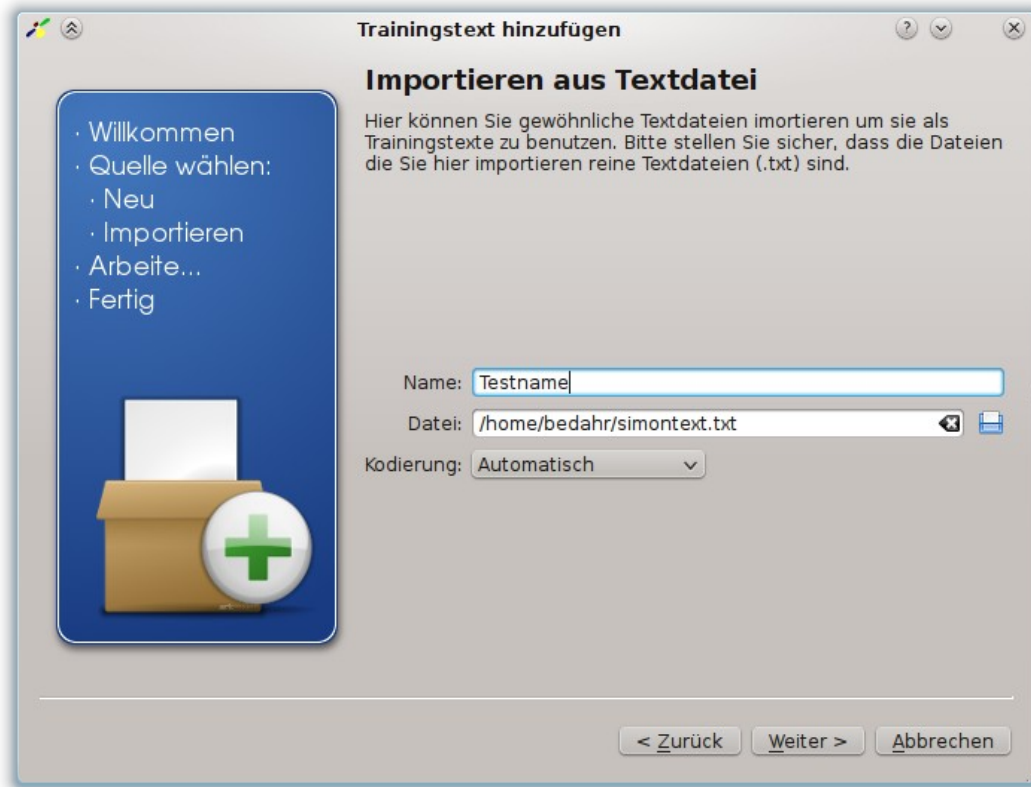 Trainingstext hinzufügen
· Willkommen
· Quelle wählen:
· Neu
· Importieren
· Arbeite...
· Fertig
Importieren aus Textdatei
Hier können Sie gewöhnliche Textdateien imortieren um sie als
Trainingstexte zu benutzen. Bitte stellen Sie sicher, dass die Dateien
die Sie hier importieren reine Textdateien (.txt) sind.
Name: Testname
Datei: /home/bedahr/simontext.txt
Kodierung: Automatisch
< Zurück Weiter > Abbrechen